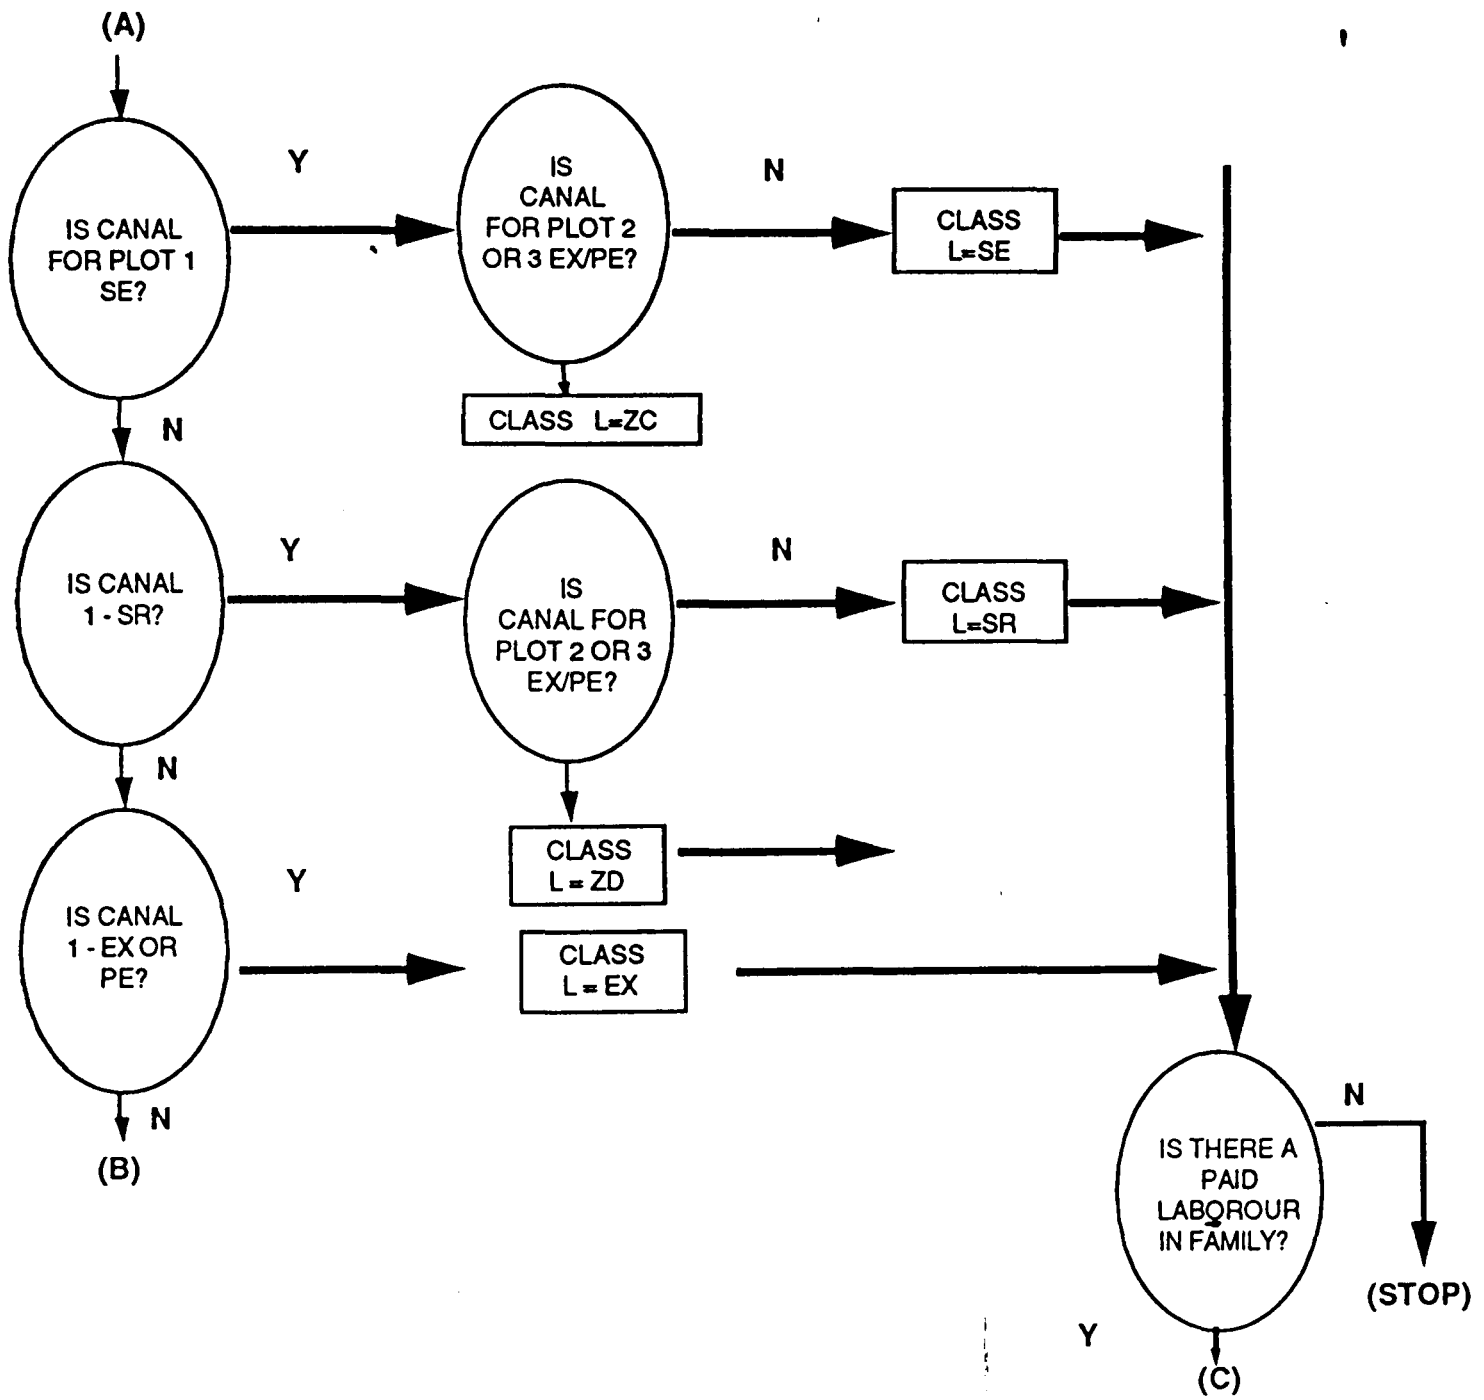 (A)
IS CANAL
FOR PLOT 1
SE?
Y
IS
CANAL
FOR PLOT 2
OR 3 EX/PE?
N
CLASS
L=SE
CLASS L=ZC
N
IS CANAL
1 - SR?
Y
IS
CANAL FOR
PLOT 2 OR 3
EX/PE?
N
CLASS
L=SR
N
CLASS
L = ZD
IS CANAL
1 - EX OR
PE?
Y
CLASS
L = EX
N
(B)
IS THERE A
PAID
LABOROUR
IN FAMILY?
N
(STOP)
Y
(C)